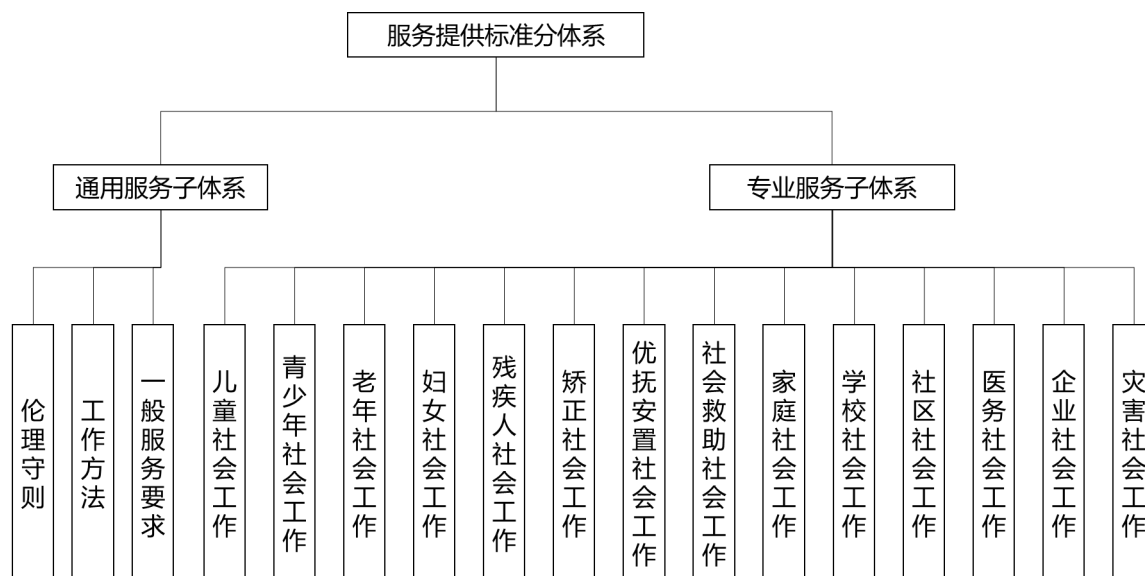 服务提供标准分体系
通用服务子体系
专业服务子体系
伦理守则
工作方法
一般服务要求
儿童社会工作
青少年社会工作
老年社会工作
妇女社会工作
残疾人社会工作
矫正社会工作
优抚安置社会工作
社会救助社会工作
家庭社会工作
学校社会工作
社区社会工作
医务社会工作
企业社会工作
灾害社会工作